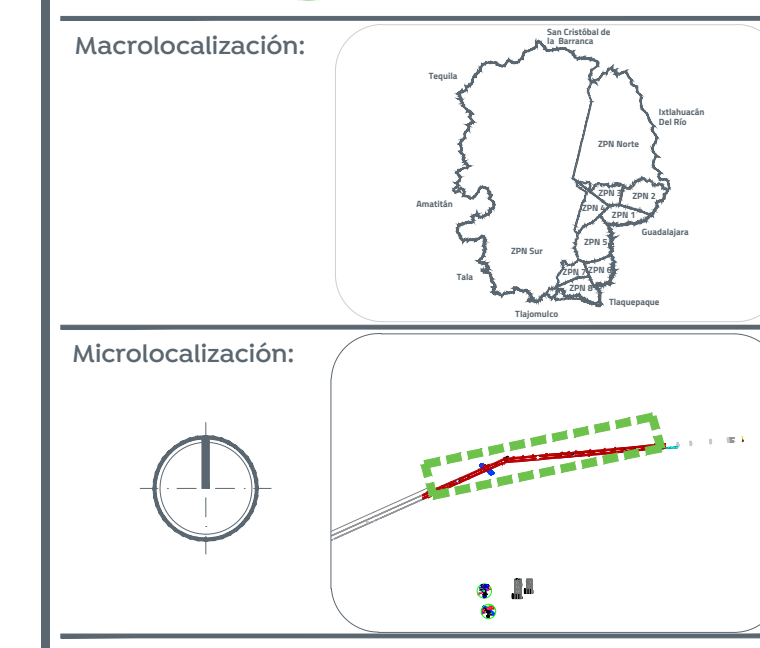 Macrolocalización:
San Cristóbal de
la Barranca
Tequila
Ixtlahuacán
Del Río
ZPN Norte
ZPN 3
ZPN 2
Amatitán
ZPN 4
ZPN 1
Guadalajara
ZPN 5
ZPN Sur
ZPN 7
ZPN 6
Tala
ZPN 8
Tlaquepaque
Tlajomulco
Microlocalización: